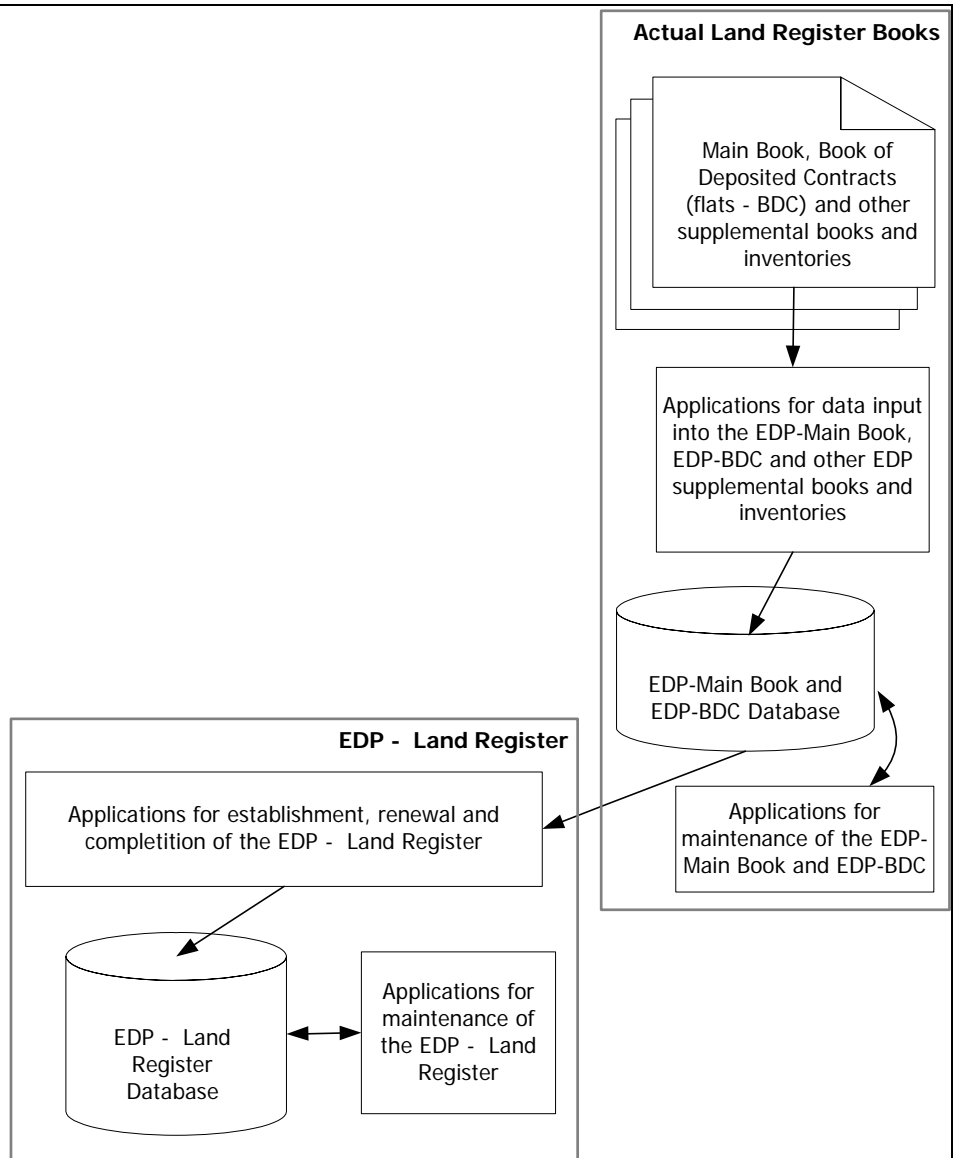 Actual Land Register Books
Main Book, Book of
Deposited Contracts
(flats - BDC) and other
supplemental books and
inventories
Applications for data input
into the EDP-Main Book,
EDP-BDC and other EDP
supplemental books and
inventories
EDP-Main Book and
EDP-BDC Database
Applications for
maintenance of the EDP-
Main Book and EDP-BDC
EDP - Land Register
Applications for establishment, renewal and
completition of the EDP - Land Register
EDP - Land
Register
Database
Applications for
maintenance of
the EDP - Land
Register